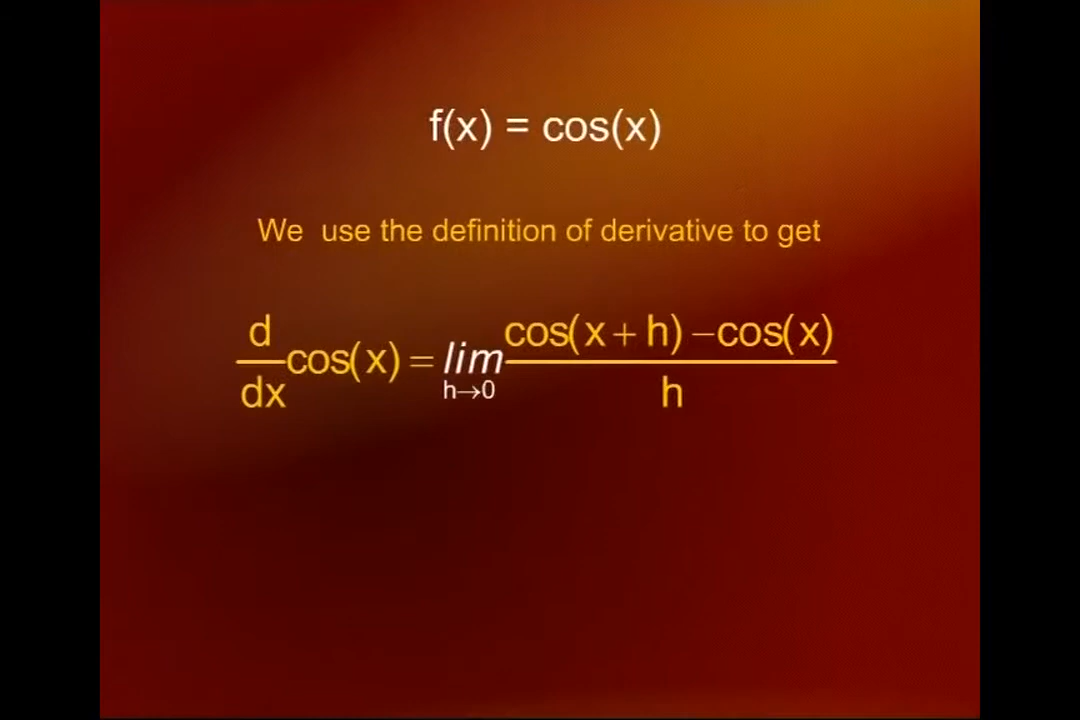 f(x) = cos(x)
We use the definition of derivative to get
d/dx cos(x) = lim h→0 cos(x + h) − cos(x) / h